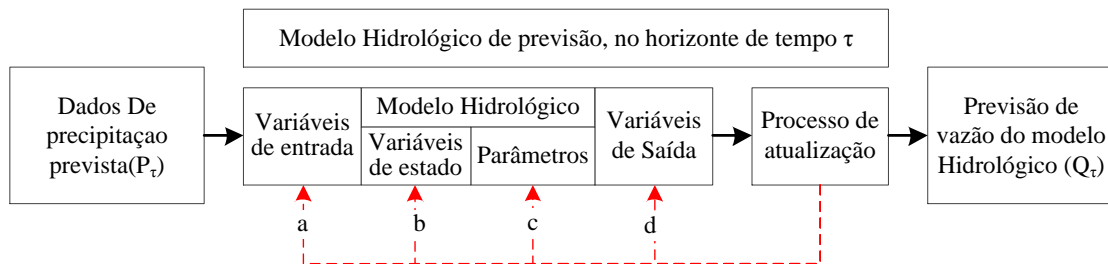 Modelo Hidrológico de previsão, no horizonte de tempo τ
Dados De
precipitaçao
prevista(Pτ)
Variáveis
de entrada
Modelo Hidrológico
Variáveis
de estado
Parâmetros
Variáveis
de Saída
Processo de
atualização
Previsão de
vazão do modelo
Hidrológico (Qτ)
a
b
c
d